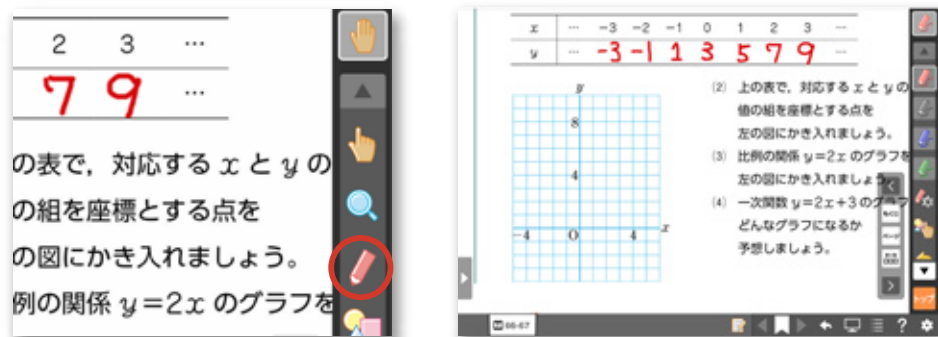 2 3 …
7 9 …
の表で，対応する x と y の
の組を座標とする点を
の図にかき入れましょう。
例の関係 y＝2x のグラフを
x … −3 −2 −1 0 1 2 3 …
y … -3 -1 1 3 5 7 9 …
(2) 上の表で，対応する x と y の
値の組を座標とする点を
左の図にかき入れましょう。
(3) 比例の関係 y＝2x のグラフを
左の図にかき入れましょう。
(4) 一次関数 y＝2x＋3 のグラフ
どんなグラフになるか
予想しましょう。
y
8
4
−4 O 4 x
トップ
66-67
?